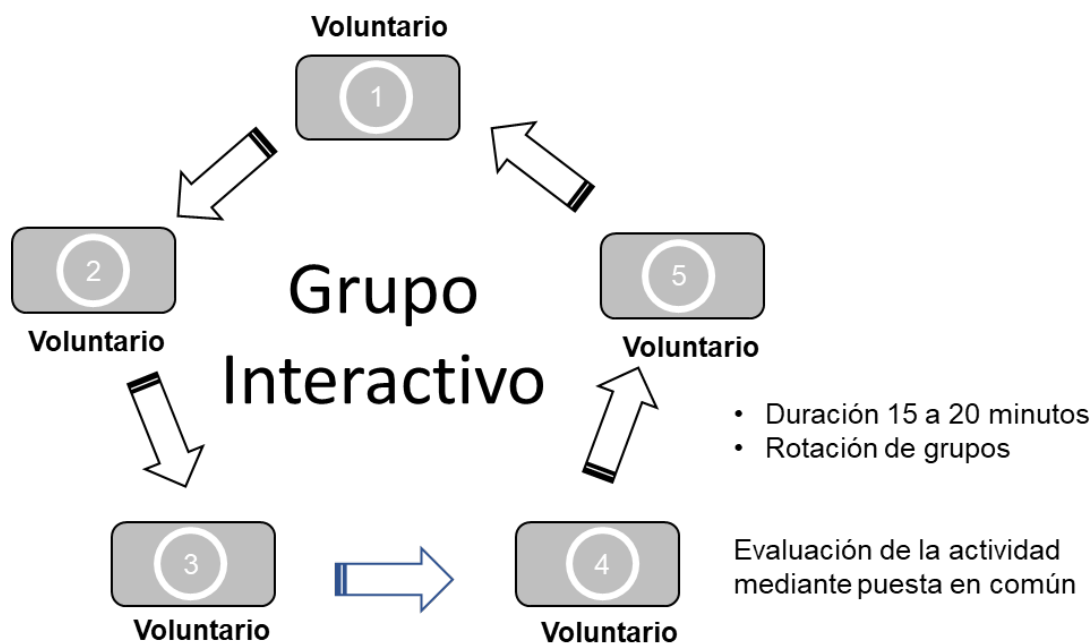 Voluntario
1
2
5
Grupo
Interactivo
Voluntario
Voluntario
• Duración 15 a 20 minutos
• Rotación de grupos
3
4
Evaluación de la actividad
mediante puesta en común
Voluntario
Voluntario